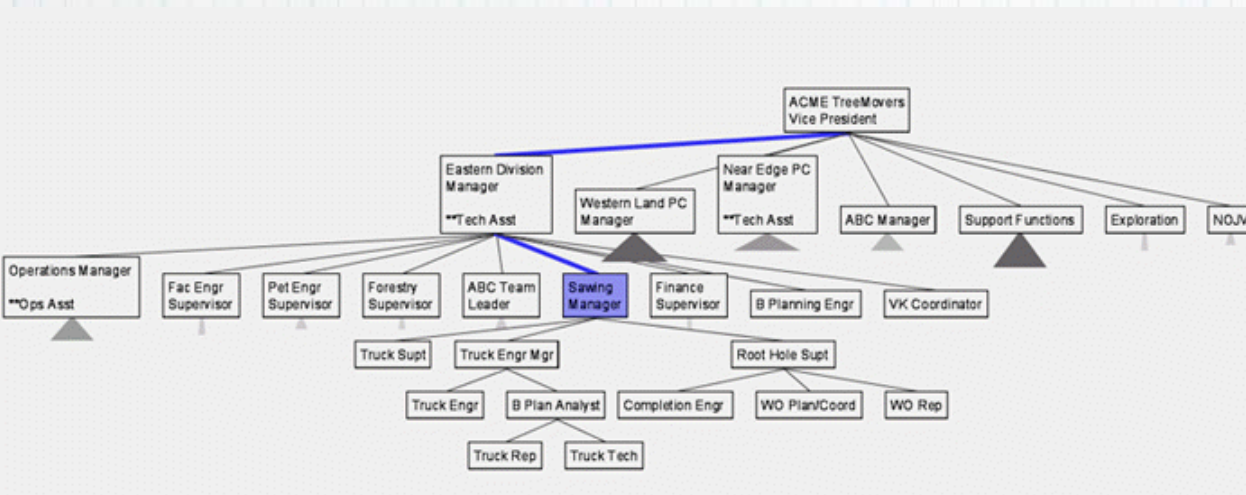 ACME TreeMovers
Vice President
Eastern Division
Manager
**Tech Asst
Western Land PC
Manager
Near Edge PC
Manager
**Tech Asst
ABC Manager
Support Functions
Exploration
NOJV
Operations Manager
**Ops Asst
Fac Engr
Supervisor
Pet Engr
Supervisor
Forestry
Supervisor
ABC Team
Leader
Sawing
Manager
Finance
Supervisor
B Planning Engr
VK Coordinator
Truck Supt
Truck Engr Mgr
Root Hole Supt
Truck Engr
B Plan Analyst
Completion Engr
WO Plan/Coord
WO Rep
Truck Rep
Truck Tech